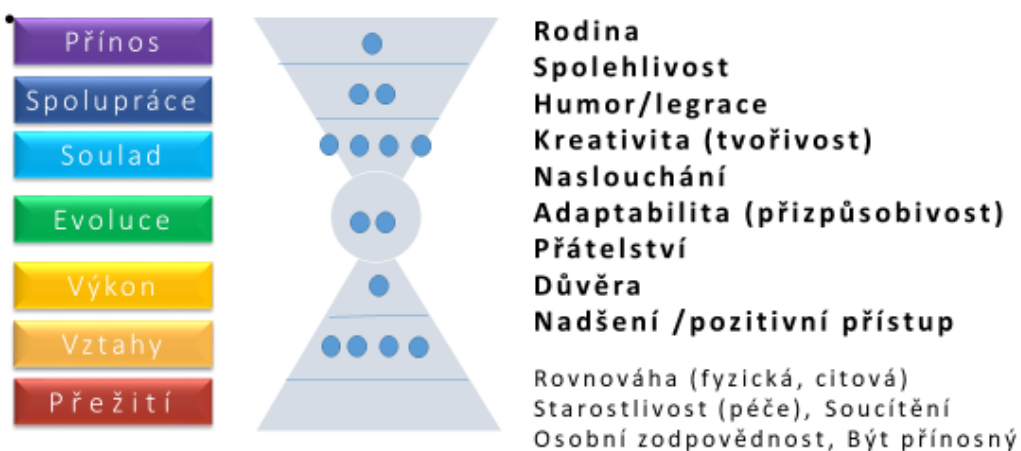 Přínos
Spolupráce
Soulad
Evoluce
Výkon
Vztahy
Přežití
Rodina
Spolehlivost
Humor/legrace
Kreativita (tvořivost)
Naslouchání
Adaptabilita (přizpůsobivost)
Přátelství
Důvěra
Nadšení /pozitivní přístup
Rovnováha (fyzická, citová)
Starostlivost (péče), Soucítění
Osobní zodpovědnost, Být přínosný